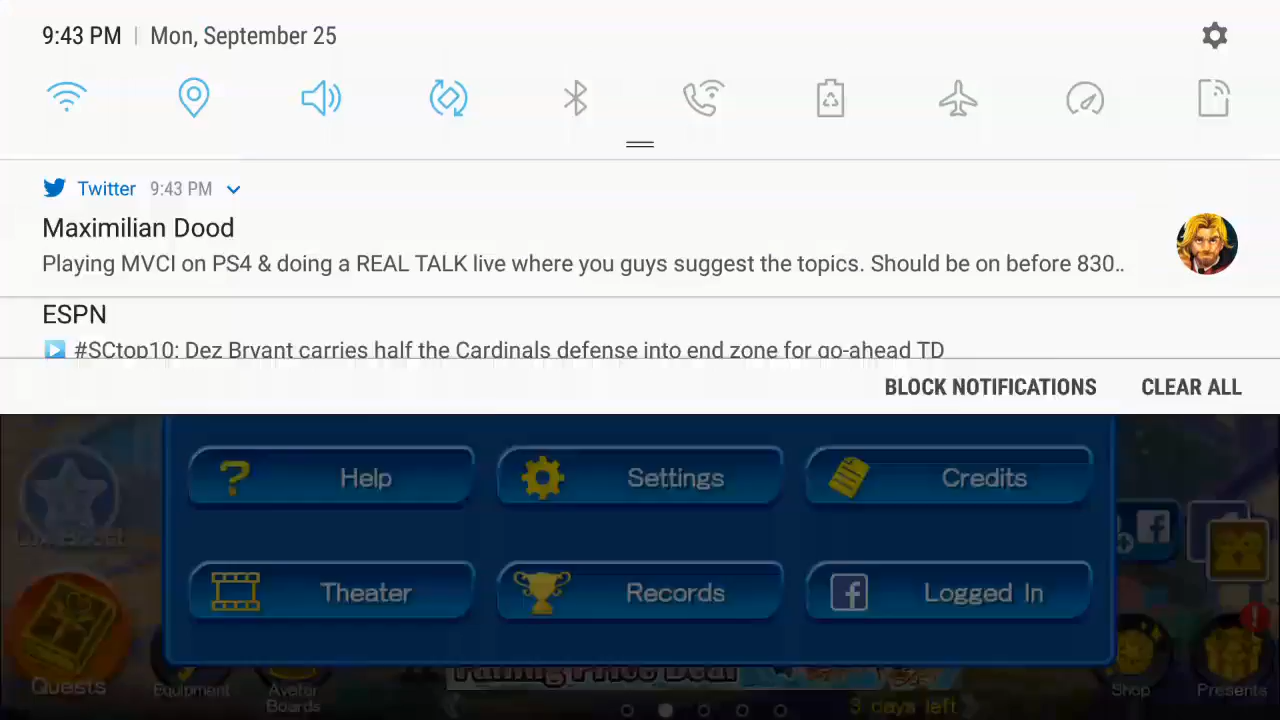 9:43 PM | Mon, September 25
Twitter 9:43 PM
Maximilian Dood
Playing MVCI on PS4 & doing a REAL TALK live where you guys suggest the topics. Should be on before 830..
ESPN
#SCtop10: Dez Bryant carries half the Cardinals defense into end zone for go-ahead TD
BLOCK NOTIFICATIONS CLEAR ALL
Help Settings Credits
Theater Records Logged In
Quests Equipment Avatar Boards Falling Price Deal Shop Presents
3 days left